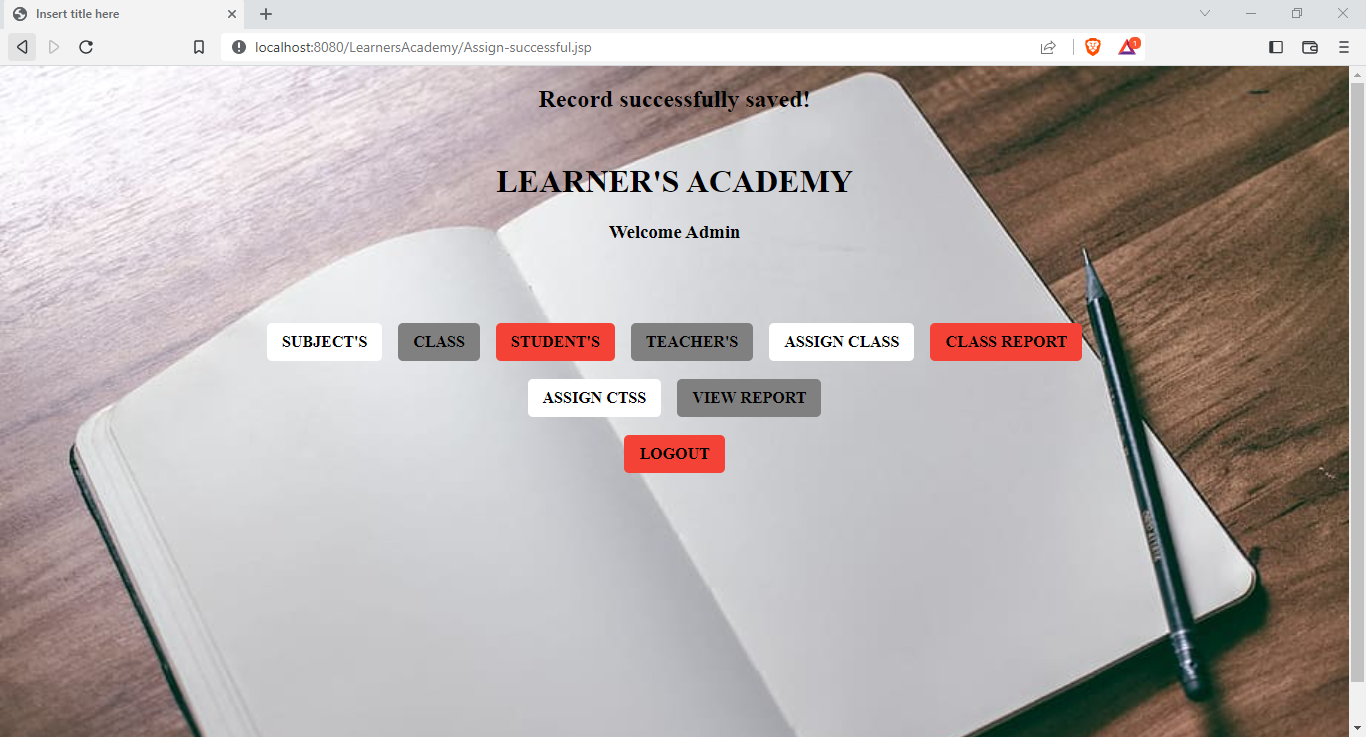 Insert title here
localhost:8080/LearnersAcademy/Assign-successful.jsp
1
Record successfully saved!
LEARNER'S ACADEMY
Welcome Admin
SUBJECT'S CLASS STUDENT'S TEACHER'S ASSIGN CLASS CLASS REPORT
ASSIGN CTSS VIEW REPORT
LOGOUT